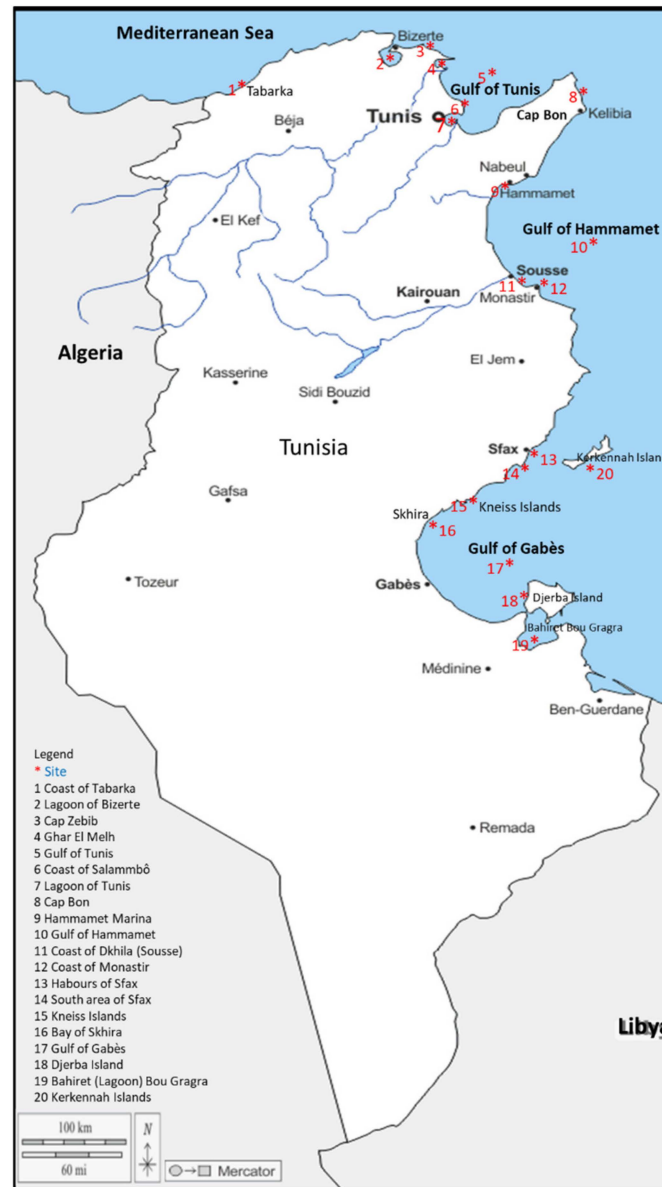 Mediterranean Sea
Bizerte
3 *
2 *
4 *
5 *
1 * Tabarka
Gulf of Tunis
6 *
8 *
Tunis
7 *
Cap Bon
Kelibia
Béja
Nabeul
9 *
Hammamet
El Kef
Gulf of Hammamet
10 *
Sousse
11 *
* 12
Kairouan
Monastir
Algeria
El Jem
Kasserine
Sidi Bouzid
Tunisia
Sfax
* 13
Kerkennah Islan
14 *
* 20
Gafsa
15 *
Kneiss Islands
Skhira
* 16
Gulf of Gabès
17 *
Tozeur
Gabès
18 *
Djerba Island
Bahiret Bou Gragra
19 *
Médinine
Ben-Guerdane
Remada
Legend
* Site
1 Coast of Tabarka
2 Lagoon of Bizerte
3 Cap Zebib
4 Ghar El Melh
5 Gulf of Tunis
6 Coast of Salammbô
7 Lagoon of Tunis
8 Cap Bon
9 Hammamet Marina
10 Gulf of Hammamet
11 Coast of Dkhila (Sousse)
12 Coast of Monastir
13 Habours of Sfax
14 South area of Sfax
15 Kneiss Islands
16 Bay of Skhira
17 Gulf of Gabès
18 Djerba Island
19 Bahiret (Lagoon) Bou Gragra
20 Kerkennah Islands
100 km
60 mi
N
Mercator